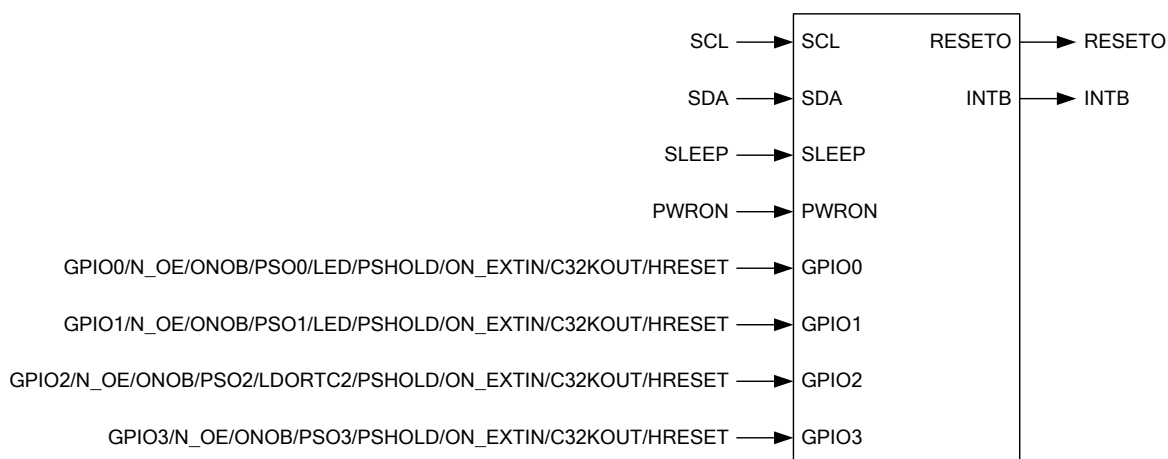 SCL SCL RESETO RESETO
SDA SDA INTB INTB
SLEEP SLEEP
PWRON PWRON
GPIO0/N_OE/ONOB/PSO0/LED/PSHOLD/ON_EXTIN/C32KOUT/HRESET GPIO0
GPIO1/N_OE/ONOB/PSO1/LED/PSHOLD/ON_EXTIN/C32KOUT/HRESET GPIO1
GPIO2/N_OE/ONOB/PSO2/LDORTC2/PSHOLD/ON_EXTIN/C32KOUT/HRESET GPIO2
GPIO3/N_OE/ONOB/PSO3/PSHOLD/ON_EXTIN/C32KOUT/HRESET GPIO3